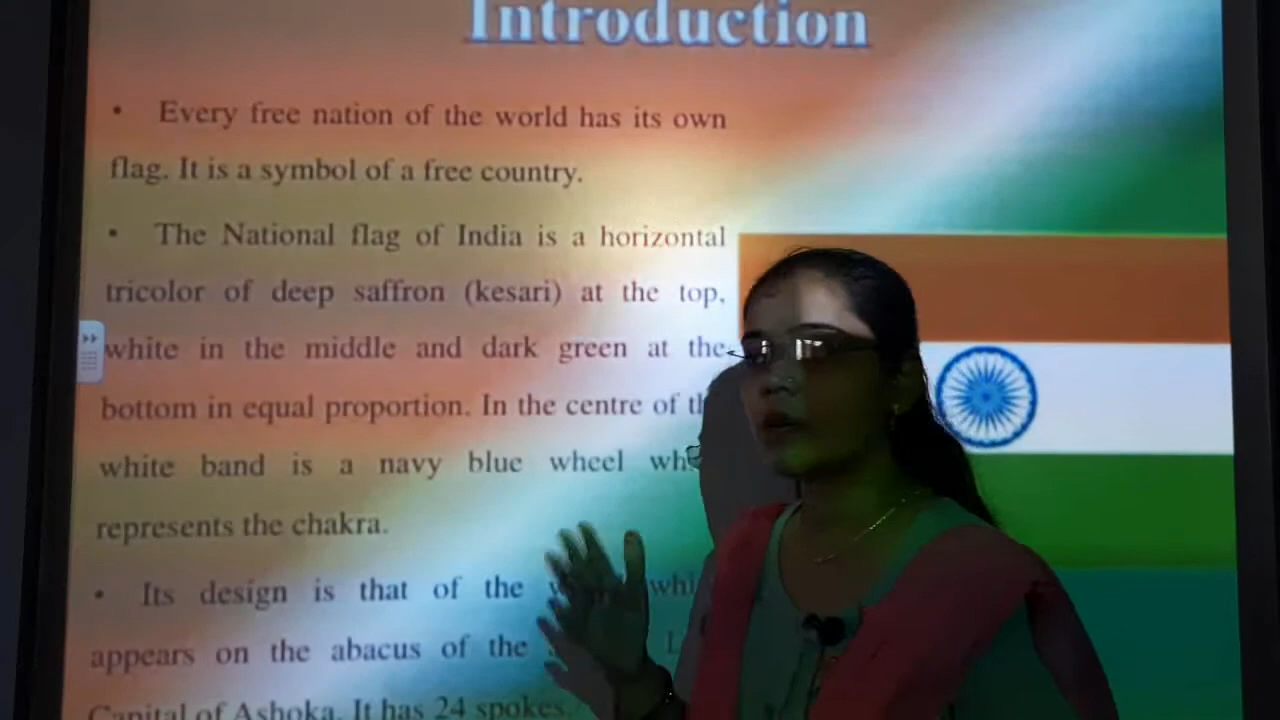 Introduction
• Every free nation of the world has its own
flag. It is a symbol of a free country.
• The National flag of India is a horizontal
tricolor of deep saffron (kesari) at the top,
white in the middle and dark green at the
bottom in equal proportion. In the centre of
white band is a navy blue wheel
represents the chakra.
• Its design is that of the
appears on the abacus of the
Capital of Ashoka. It has 24 spokes.